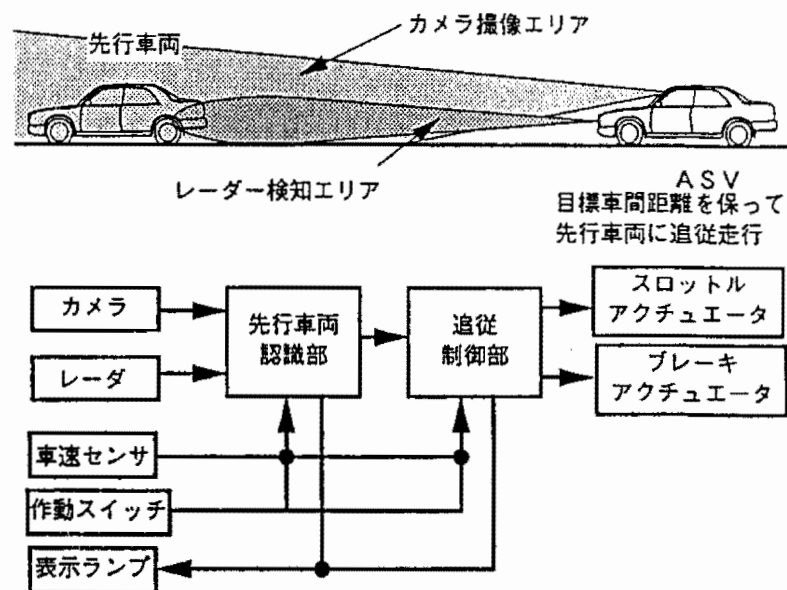 カメラ撮像エリア
先行車両
レーダー検知エリア
ASV
目標車間距離を保って
先行車両に追従走行
カメラ
レーダ
車速センサ
作動スイッチ
表示ランプ
先行車両
認識部
追従
制御部
スロットル
アクチュエータ
ブレーキ
アクチュエータ